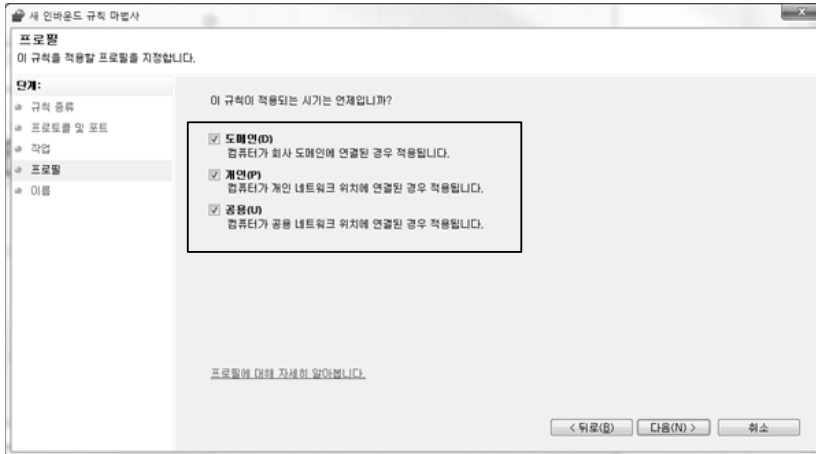 새 인바운드 규칙 마법사
프로필
이 규칙을 적용할 프로필을 지정합니다.
단계:
규칙 종류
프로토콜 및 포트
작업
프로필
이름
이 규칙이 적용되는 시기는 언제입니까?
도메인(D)
컴퓨터가 회사 도메인에 연결된 경우 적용됩니다.
개인(P)
컴퓨터가 개인 네트워크 위치에 연결된 경우 적용됩니다.
공용(U)
컴퓨터가 공용 네트워크 위치에 연결된 경우 적용됩니다.
프로필에 대해 자세히 알아봅니다.
< 뒤로(B) 다음(N) > 취소